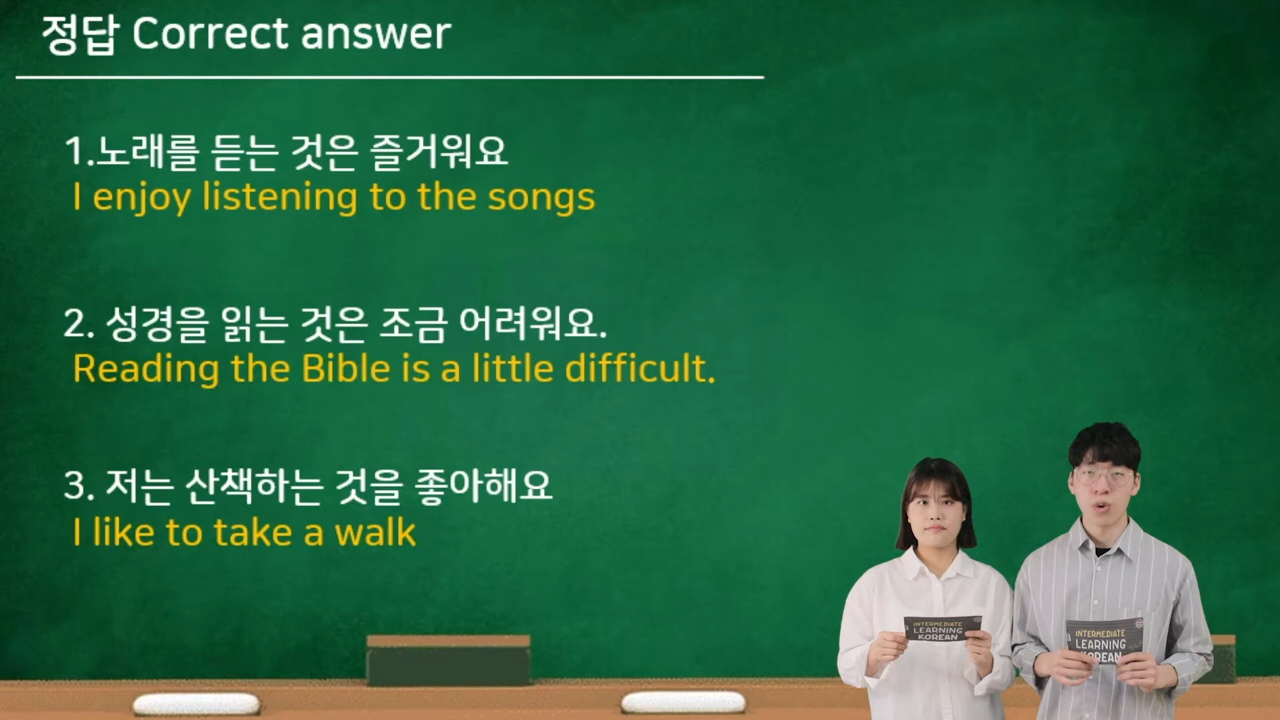 정답 Correct answer
1.노래를 듣는 것은 즐거워요
I enjoy listening to the songs
2. 성경을 읽는 것은 조금 어려워요.
Reading the Bible is a little difficult.
3. 저는 산책하는 것을 좋아해요
I like to take a walk
INTERMEDIATE
LEARNING
KOREAN
INTERMEDIATE
LEARNING
KOREAN